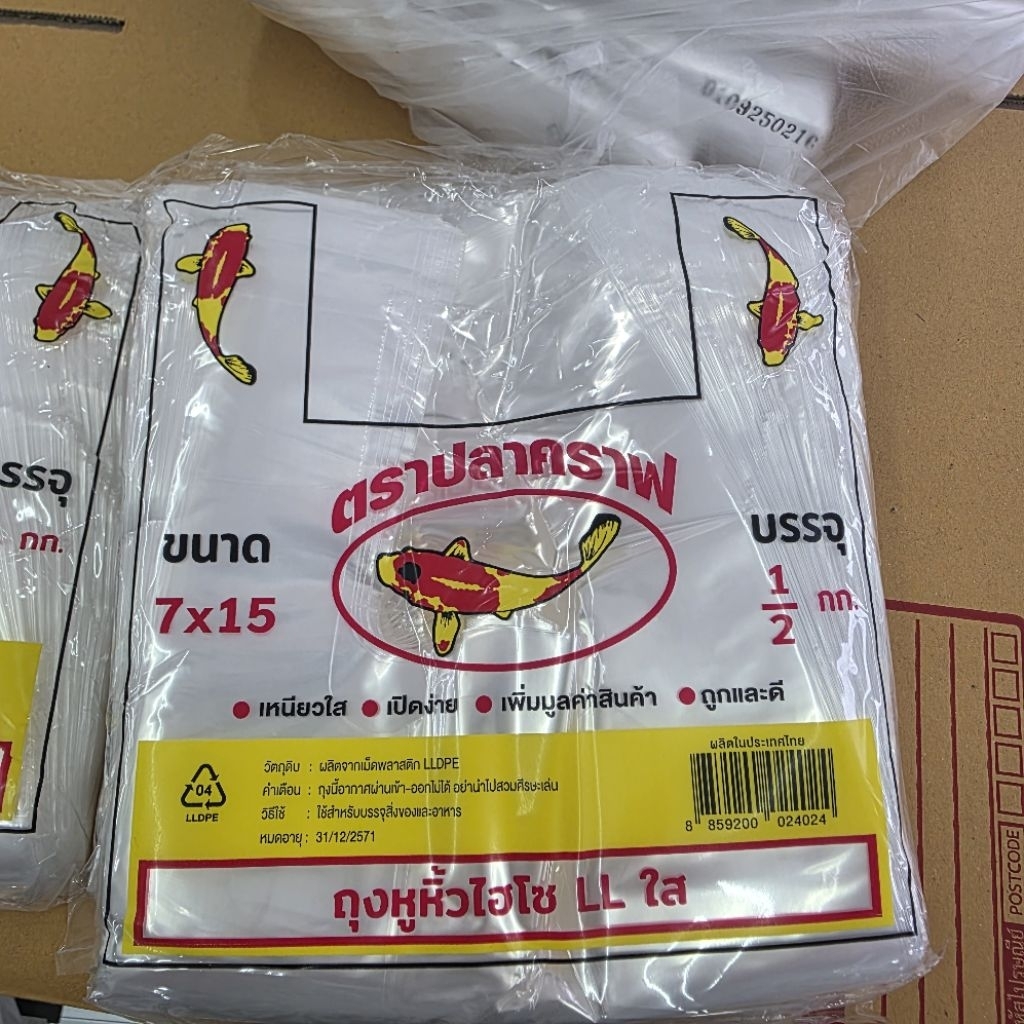 010925021
รรจุ
กก.
ตราปลาคราฟ
ขนาด
7x15
บรรจุ
1/2 กก.
• เหนียวใส • เปิดง่าย • เพิ่มมูลค่าสินค้า • ถูกและดี
04
LLDPE
วัตถุดิบ : ผลิตจากเม็ดพลาสติก LLDPE
คำเตือน : ถุงนี้อากาศผ่านเข้า-ออกไม่ได้ อย่านำไปสวมศีรษะเล่น
วิธีใช้ : ใช้สำหรับบรรจุสิ่งของและอาหาร
หมดอายุ : 31/12/2571
ผลิตในประเทศไทย
8 859200 024024
ถุงหูหิ้วไฮโซ LL ใส
รหัสไปรษณีย์ POSTCODE